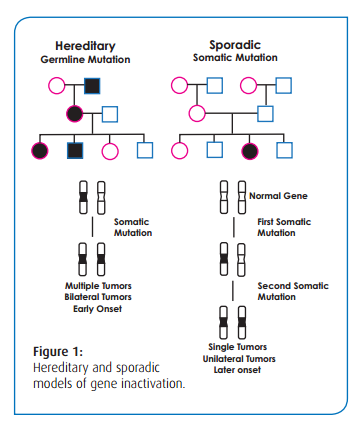 Hereditary
Germline Mutation
Sporadic
Somatic Mutation
Somatic
Mutation
Multiple Tumors
Bilateral Tumors
Early Onset
Normal Gene
First Somatic
Mutation
Second Somatic
Mutation
Single Tumors
Unilateral Tumors
Later onset
Figure 1:
Hereditary and sporadic
models of gene inactivation.